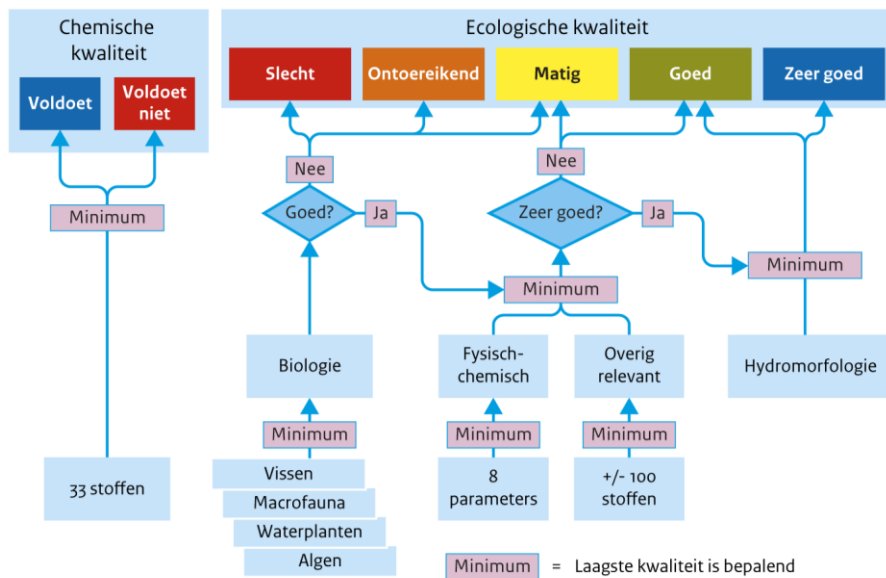 Chemische
kwaliteit
Voldoet
Voldoet
niet
Minimum
33 stoffen
Ecologische kwaliteit
Slecht
Ontoereikend
Matig
Goed
Zeer goed
Nee
Nee
Goed?
Ja
Zeer goed?
Ja
Minimum
Minimum
Biologie
Fysisch-
chemisch
Overig
relevant
Hydromorfologie
Minimum
Minimum
Minimum
Vissen
Macrofauna
Waterplanten
Algen
8
parameters
+/- 100
stoffen
Minimum = Laagste kwaliteit is bepalend